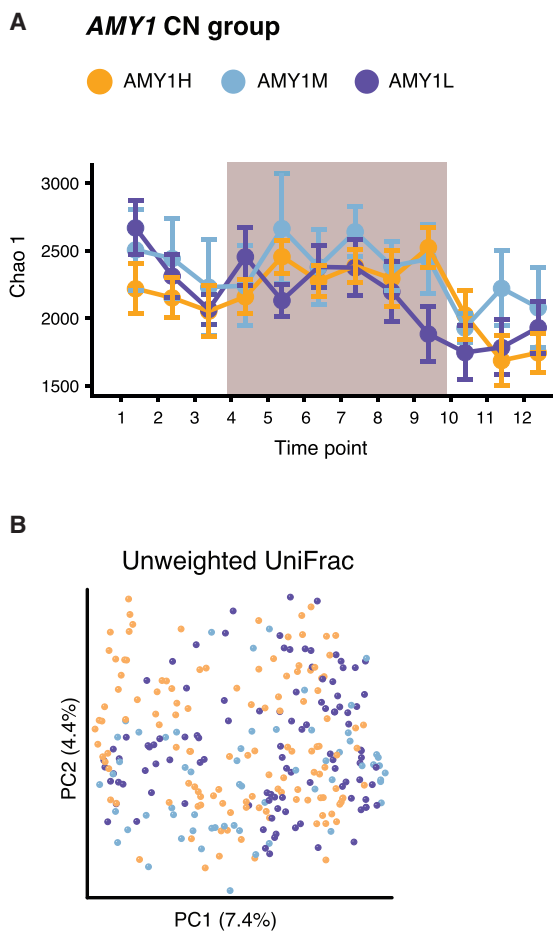 A
AMY1 CN group
AMY1H AMY1M AMY1L
3000
2500
2000
1500
Chao 1
1 2 3 4 5 6 7 8 9 10 11 12
Time point
B
Unweighted UniFrac
PC2 (4.4%)
PC1 (7.4%)